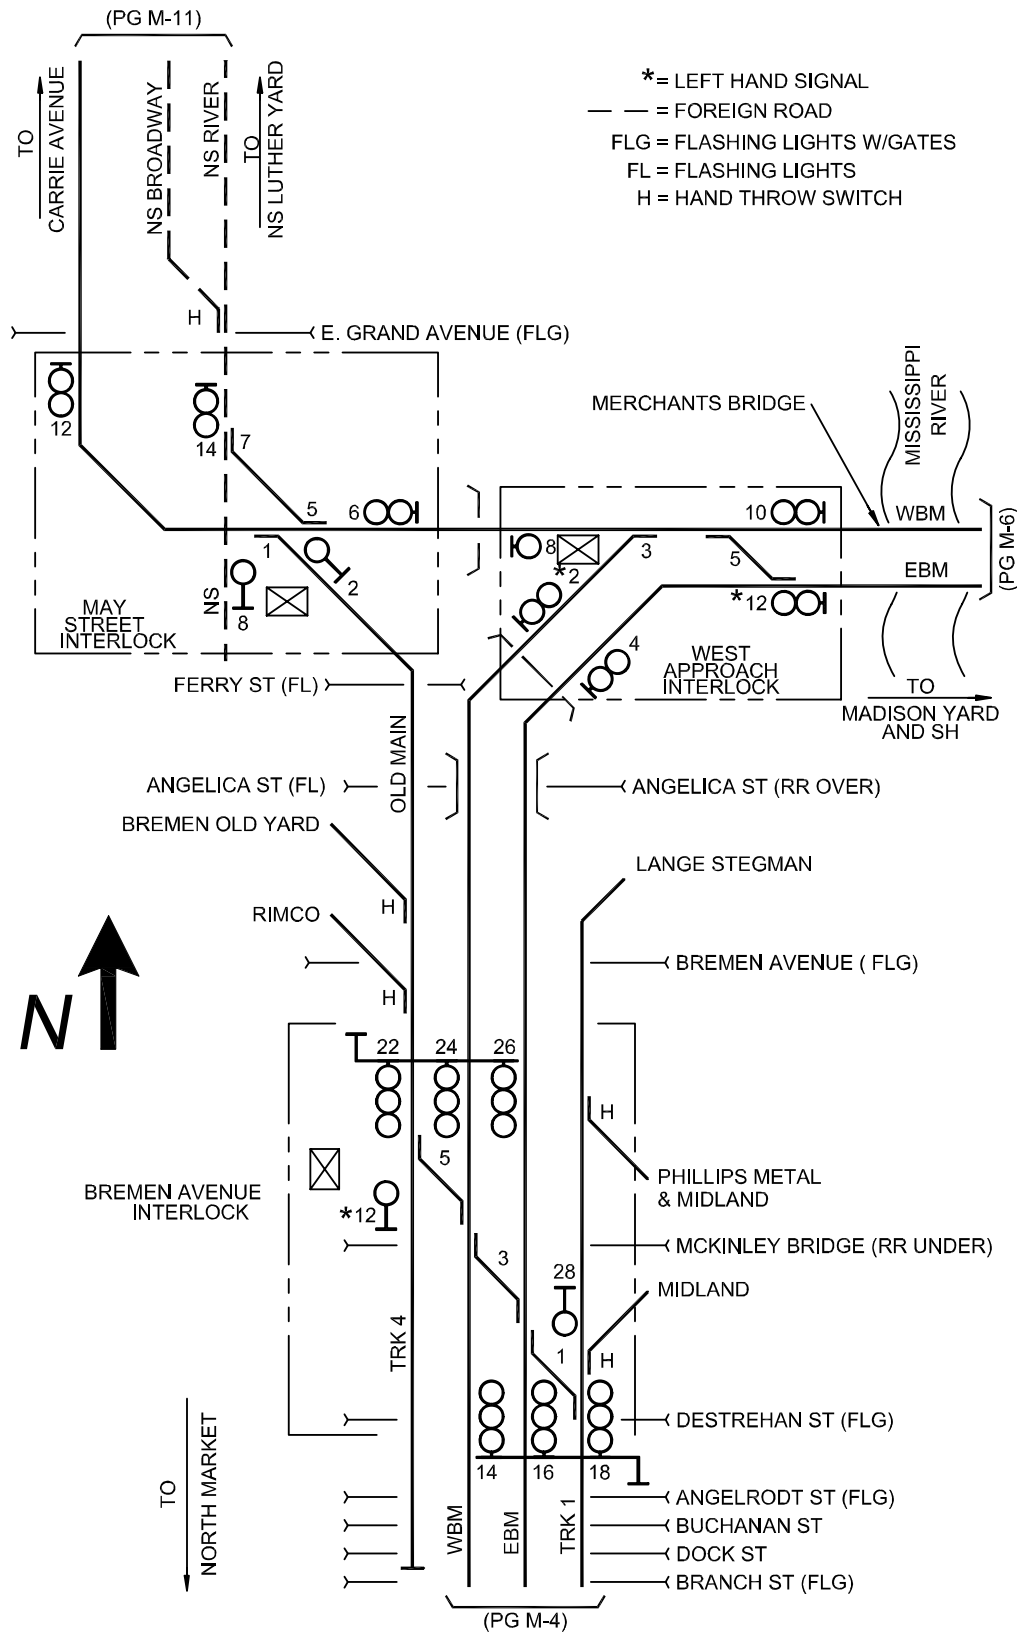 (PG M-11)
TO
CARRIE AVENUE
NS BROADWAY
NS RIVER
TO
NS LUTHER YARD
* = LEFT HAND SIGNAL
— — = FOREIGN ROAD
FLG = FLASHING LIGHTS W/GATES
FL = FLASHING LIGHTS
H = HAND THROW SWITCH
H
E. GRAND AVENUE (FLG)
12
14
7
5
6
1
2
NS
8
MAY
STREET
INTERLOCK
MERCHANTS BRIDGE
MISSISSIPPI
RIVER
10
WBM
(PG M-6)
8
*2
3
5
EBM
*12
4
WEST
APPROACH
INTERLOCK
TO
MADISON YARD
AND SH
FERRY ST (FL)
OLD MAIN
ANGELICA ST (FL)
ANGELICA ST (RR OVER)
BREMEN OLD YARD
LANGE STEGMAN
H
RIMCO
BREMEN AVENUE ( FLG)
H
N
22
24
26
H
5
PHILLIPS METAL
& MIDLAND
BREMEN AVENUE
INTERLOCK
*12
MCKINLEY BRIDGE (RR UNDER)
3
28
MIDLAND
TRK 4
1
H
DESTREHAN ST (FLG)
TO
NORTH MARKET
14
16
18
WBM
EBM
TRK 1
ANGELRODT ST (FLG)
BUCHANAN ST
DOCK ST
BRANCH ST (FLG)
(PG M-4)